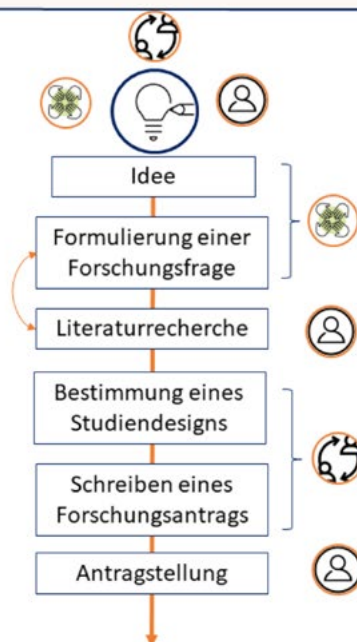 Idee
Formulierung einer
Forschungsfrage
Literaturrecherche
Bestimmung eines
Studiendesigns
Schreiben eines
Forschungsantrags
Antragstellung